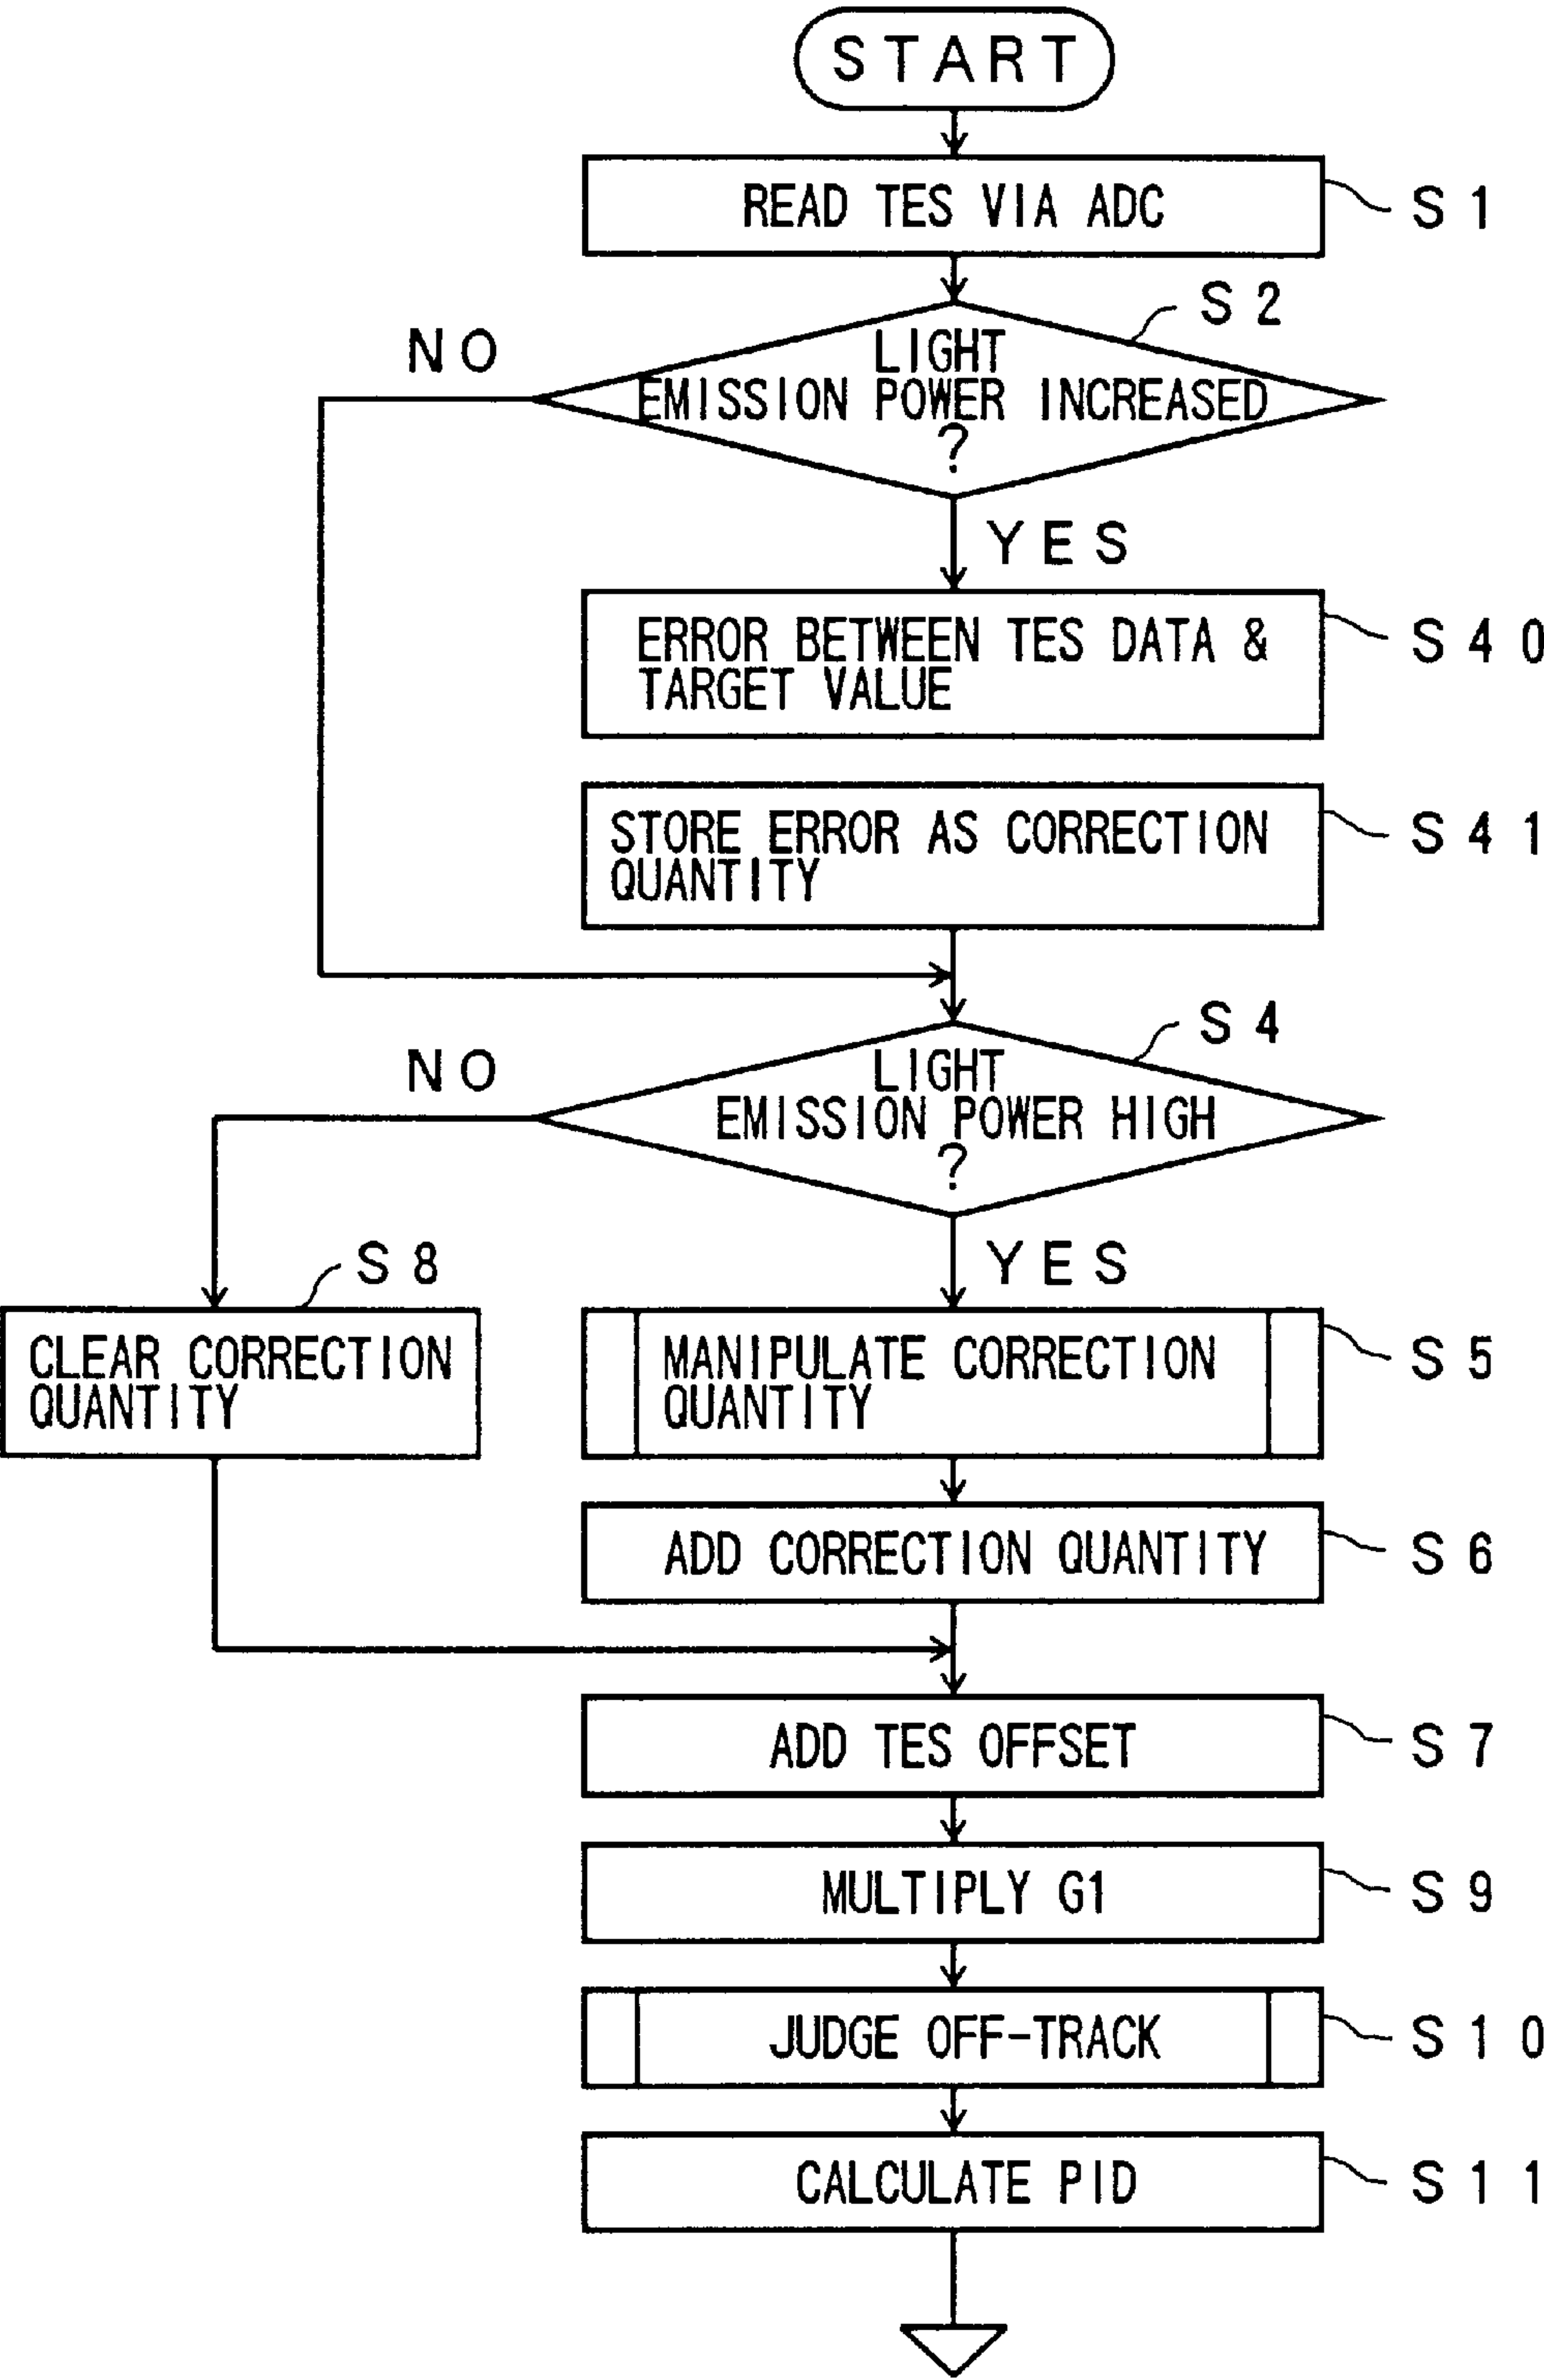 START
READ TES VIA ADC
S1
S2
NO
LIGHT
EMISSION POWER INCREASED
?
YES
ERROR BETWEEN TES DATA &
TARGET VALUE
S40
STORE ERROR AS CORRECTION
QUANTITY
S41
S4
NO
LIGHT
EMISSION POWER HIGH
?
YES
S8
CLEAR CORRECTION
QUANTITY
MANIPULATE CORRECTION
QUANTITY
S5
ADD CORRECTION QUANTITY
S6
ADD TES OFFSET
S7
MULTIPLY G1
S9
JUDGE OFF-TRACK
S10
CALCULATE PID
S11